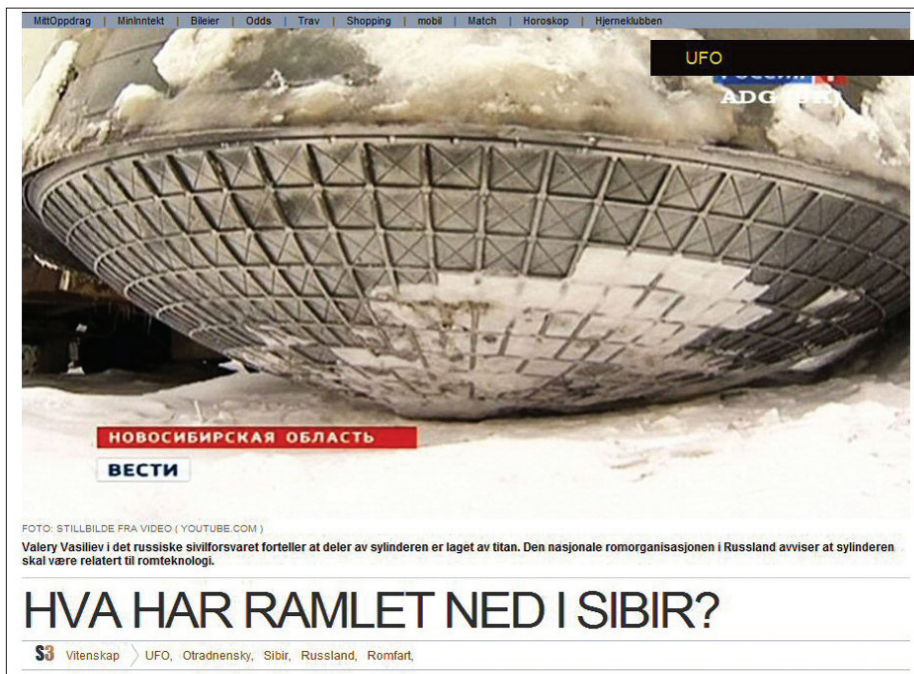 MittOppdrag | MinInntekt | Bileier | Odds | Trav | Shopping | mobil | Match | Horoskop | Hjerneklubben
UFO
ADG
НОВОСИБИРСКАЯ ОБЛАСТЬ
ВЕСТИ
FOTO: STILLBILDE FRA VIDEO ( YOUTUBE.COM )
Valery Vasiliev i det russiske sivilforsvaret forteller at deler av sylinderen er laget av titan. Den nasjonale romorganisasjonen i Russland avviser at sylinderen
skal være relatert til romteknologi.
HVA HAR RAMLET NED I SIBIR?
S3 Vitenskap UFO, Otradnensky, Sibir, Russland, Romfart,